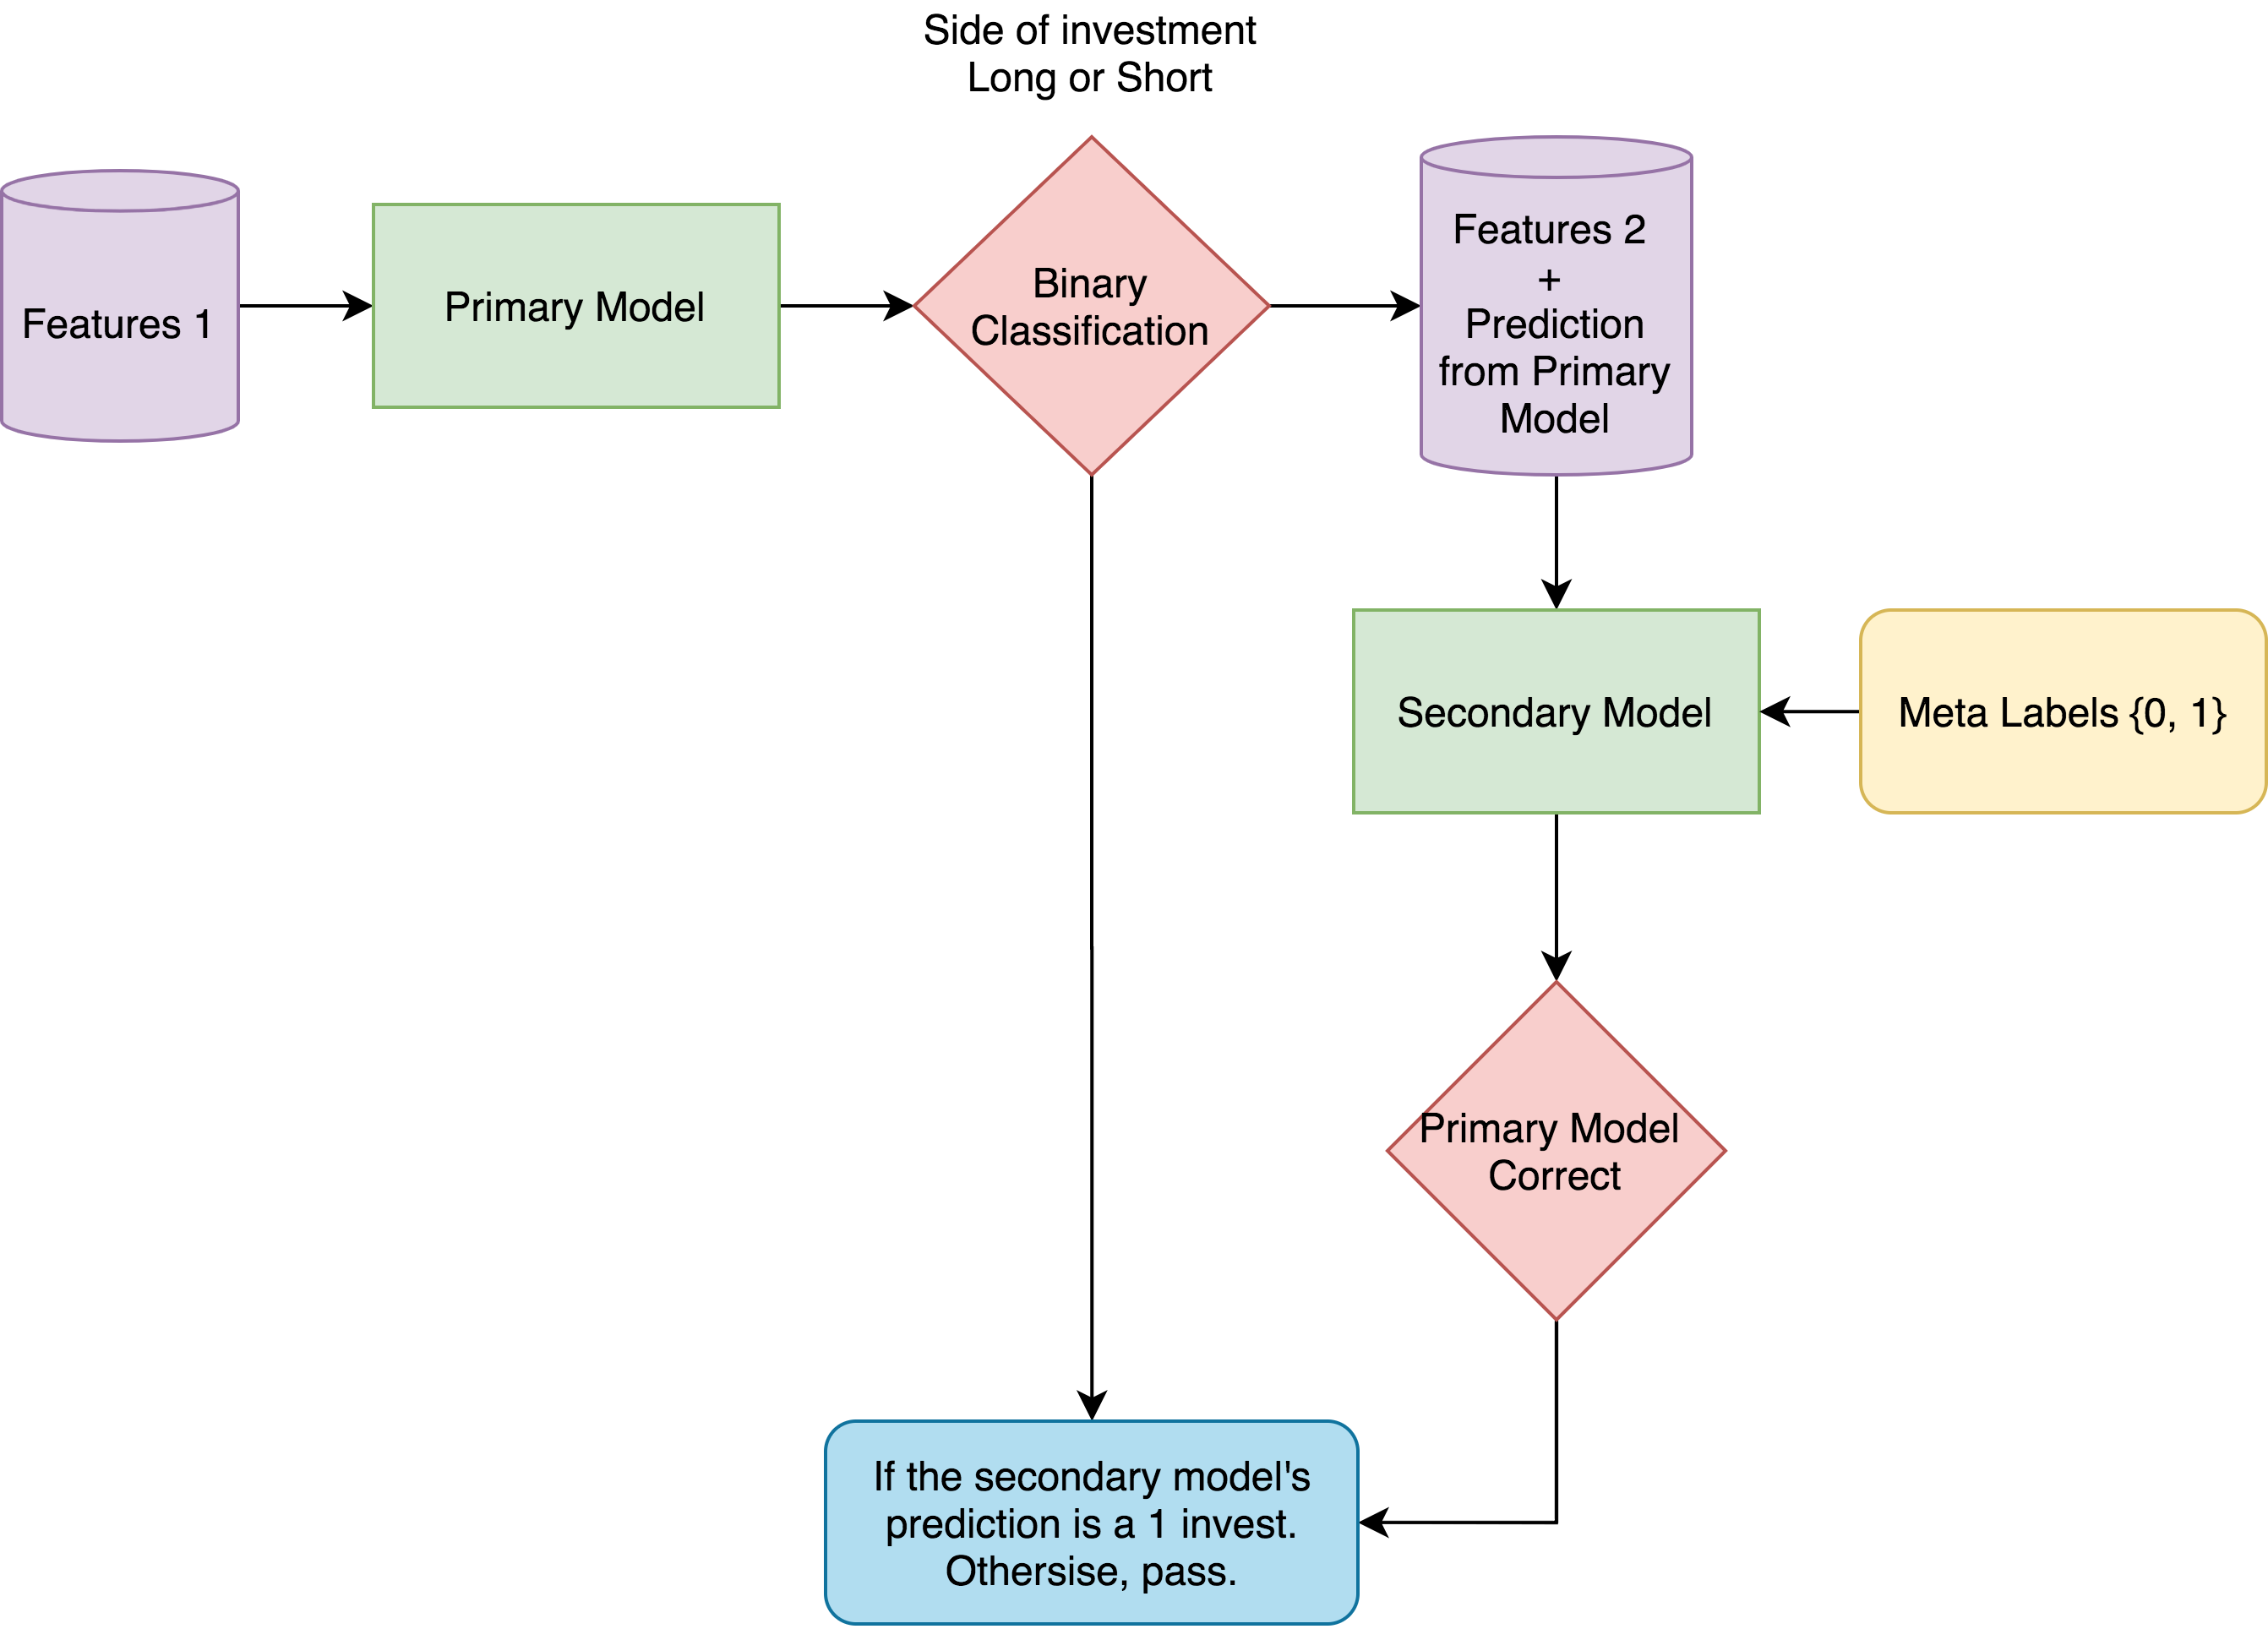 Side of investment
Long or Short
Features 1
Primary Model
Binary
Classification
Features 2
+
Prediction
from Primary
Model
Secondary Model
Meta Labels {0, 1}
Primary Model
Correct
If the secondary model's
prediction is a 1 invest.
Othersise, pass.